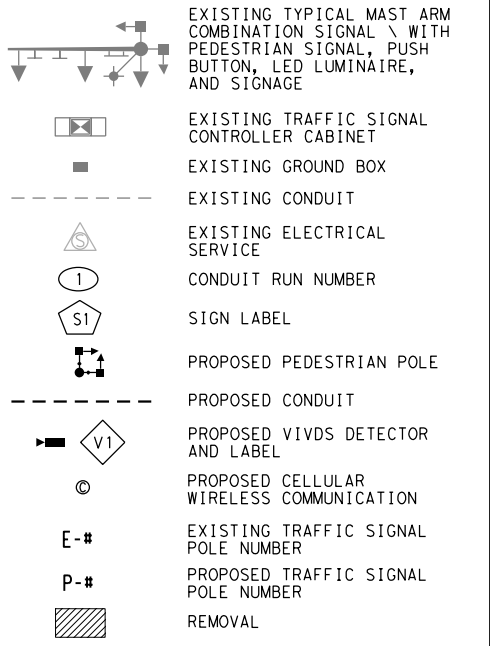 EXISTING TYPICAL MAST ARM
COMBINATION SIGNAL \ WITH
PEDESTRIAN SIGNAL, PUSH
BUTTON, LED LUMINAIRE,
AND SIGNAGE
EXISTING TRAFFIC SIGNAL
CONTROLLER CABINET
EXISTING GROUND BOX
EXISTING CONDUIT
S
EXISTING ELECTRICAL
SERVICE
1
CONDUIT RUN NUMBER
S1
SIGN LABEL
PROPOSED PEDESTRIAN POLE
PROPOSED CONDUIT
V1
PROPOSED VIVDS DETECTOR
AND LABEL
©
PROPOSED CELLULAR
WIRELESS COMMUNICATION
E-#
EXISTING TRAFFIC SIGNAL
POLE NUMBER
P-#
PROPOSED TRAFFIC SIGNAL
POLE NUMBER
REMOVAL